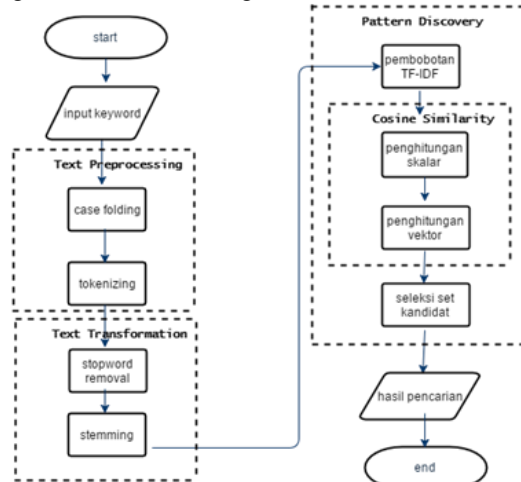 start
input keyword
Text Preprocessing
case folding
tokenizing
Text Transformation
stopword
removal
stemming
Pattern Discovery
pembobotan
TF-IDF
Cosine Similarity
penghitungan
skalar
penghitungan
vektor
seleksi set
kandidat
hasil pencarian
end